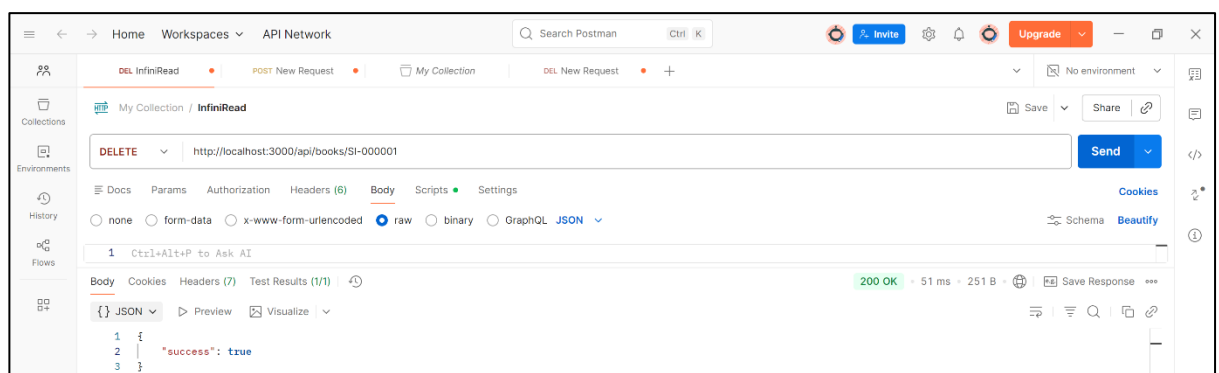 Home Workspaces API Network Search Postman Ctrl K Invite Upgrade
DEL InfiniRead POST New Request My Collection DEL New Request No environment
Collections
HTTP My Collection / InfiniRead Save Share
Environments
DELETE http://localhost:3000/api/books/SI-000001 Send
Docs Params Authorization Headers (6) Body Scripts Settings Cookies
History
none form-data x-www-form-urlencoded raw binary GraphQL JSON Schema Beautify
Flows
1 Ctrl+Alt+P to Ask AI
Body Cookies Headers (7) Test Results (1/1) 200 OK 51 ms 251 B Save Response
{} JSON Preview Visualize
1 {
2 "success": true
3 }